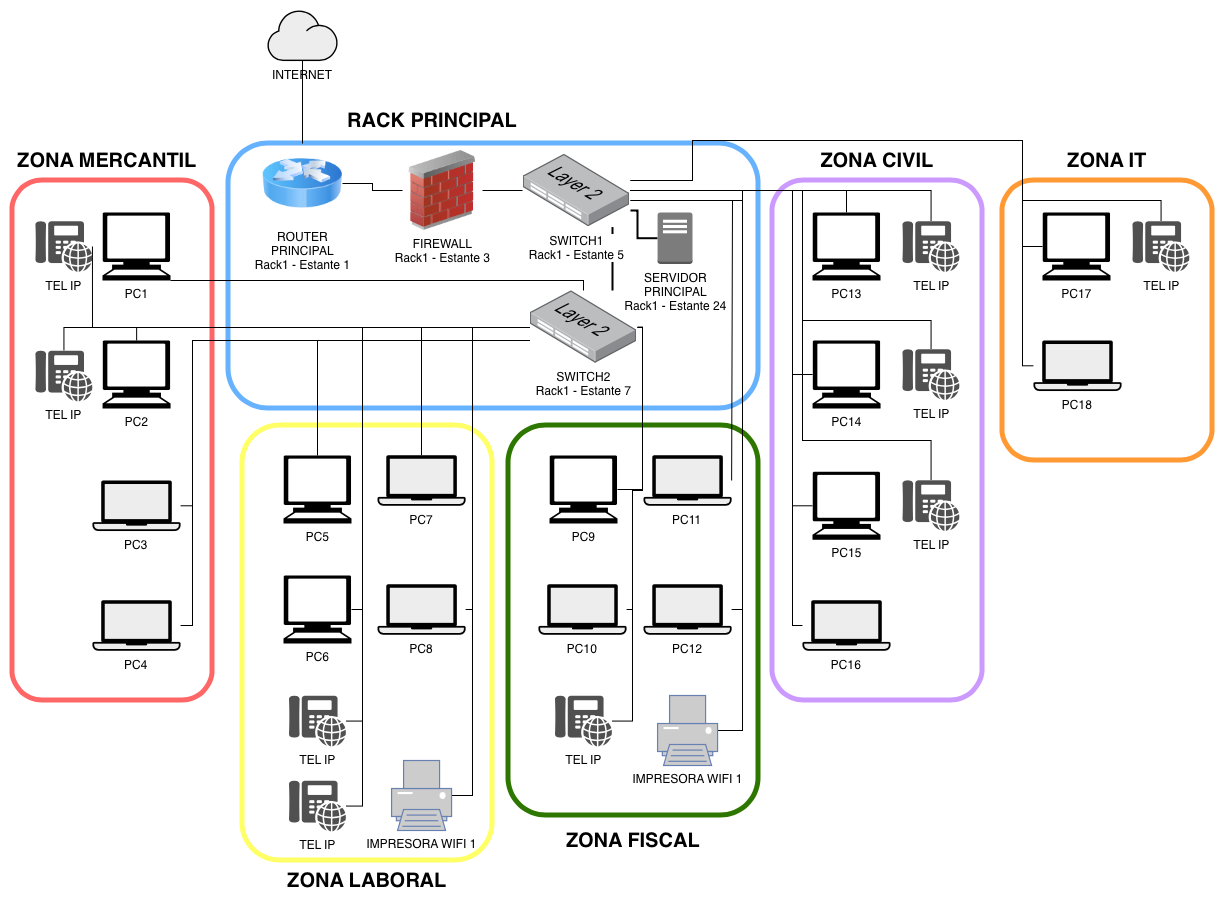 INTERNET
RACK PRINCIPAL
ZONA MERCANTIL
ZONA CIVIL
ZONA IT
Layer 2
ROUTER
PRINCIPAL
Rack1 - Estante 1
FIREWALL
Rack1 - Estante 3
SWITCH1
Rack1 - Estante 5
SERVIDOR
PRINCIPAL
Rack1 - Estante 24
Layer 2
SWITCH2
Rack1 - Estante 7
TEL IP
PC1
TEL IP
PC2
PC3
PC4
PC5
PC7
PC6
PC8
TEL IP
TEL IP
IMPRESORA WIFI 1
ZONA LABORAL
PC9
PC11
PC10
PC12
TEL IP
IMPRESORA WIFI 1
ZONA FISCAL
PC13
TEL IP
PC14
TEL IP
PC15
TEL IP
PC16
PC17
TEL IP
PC18